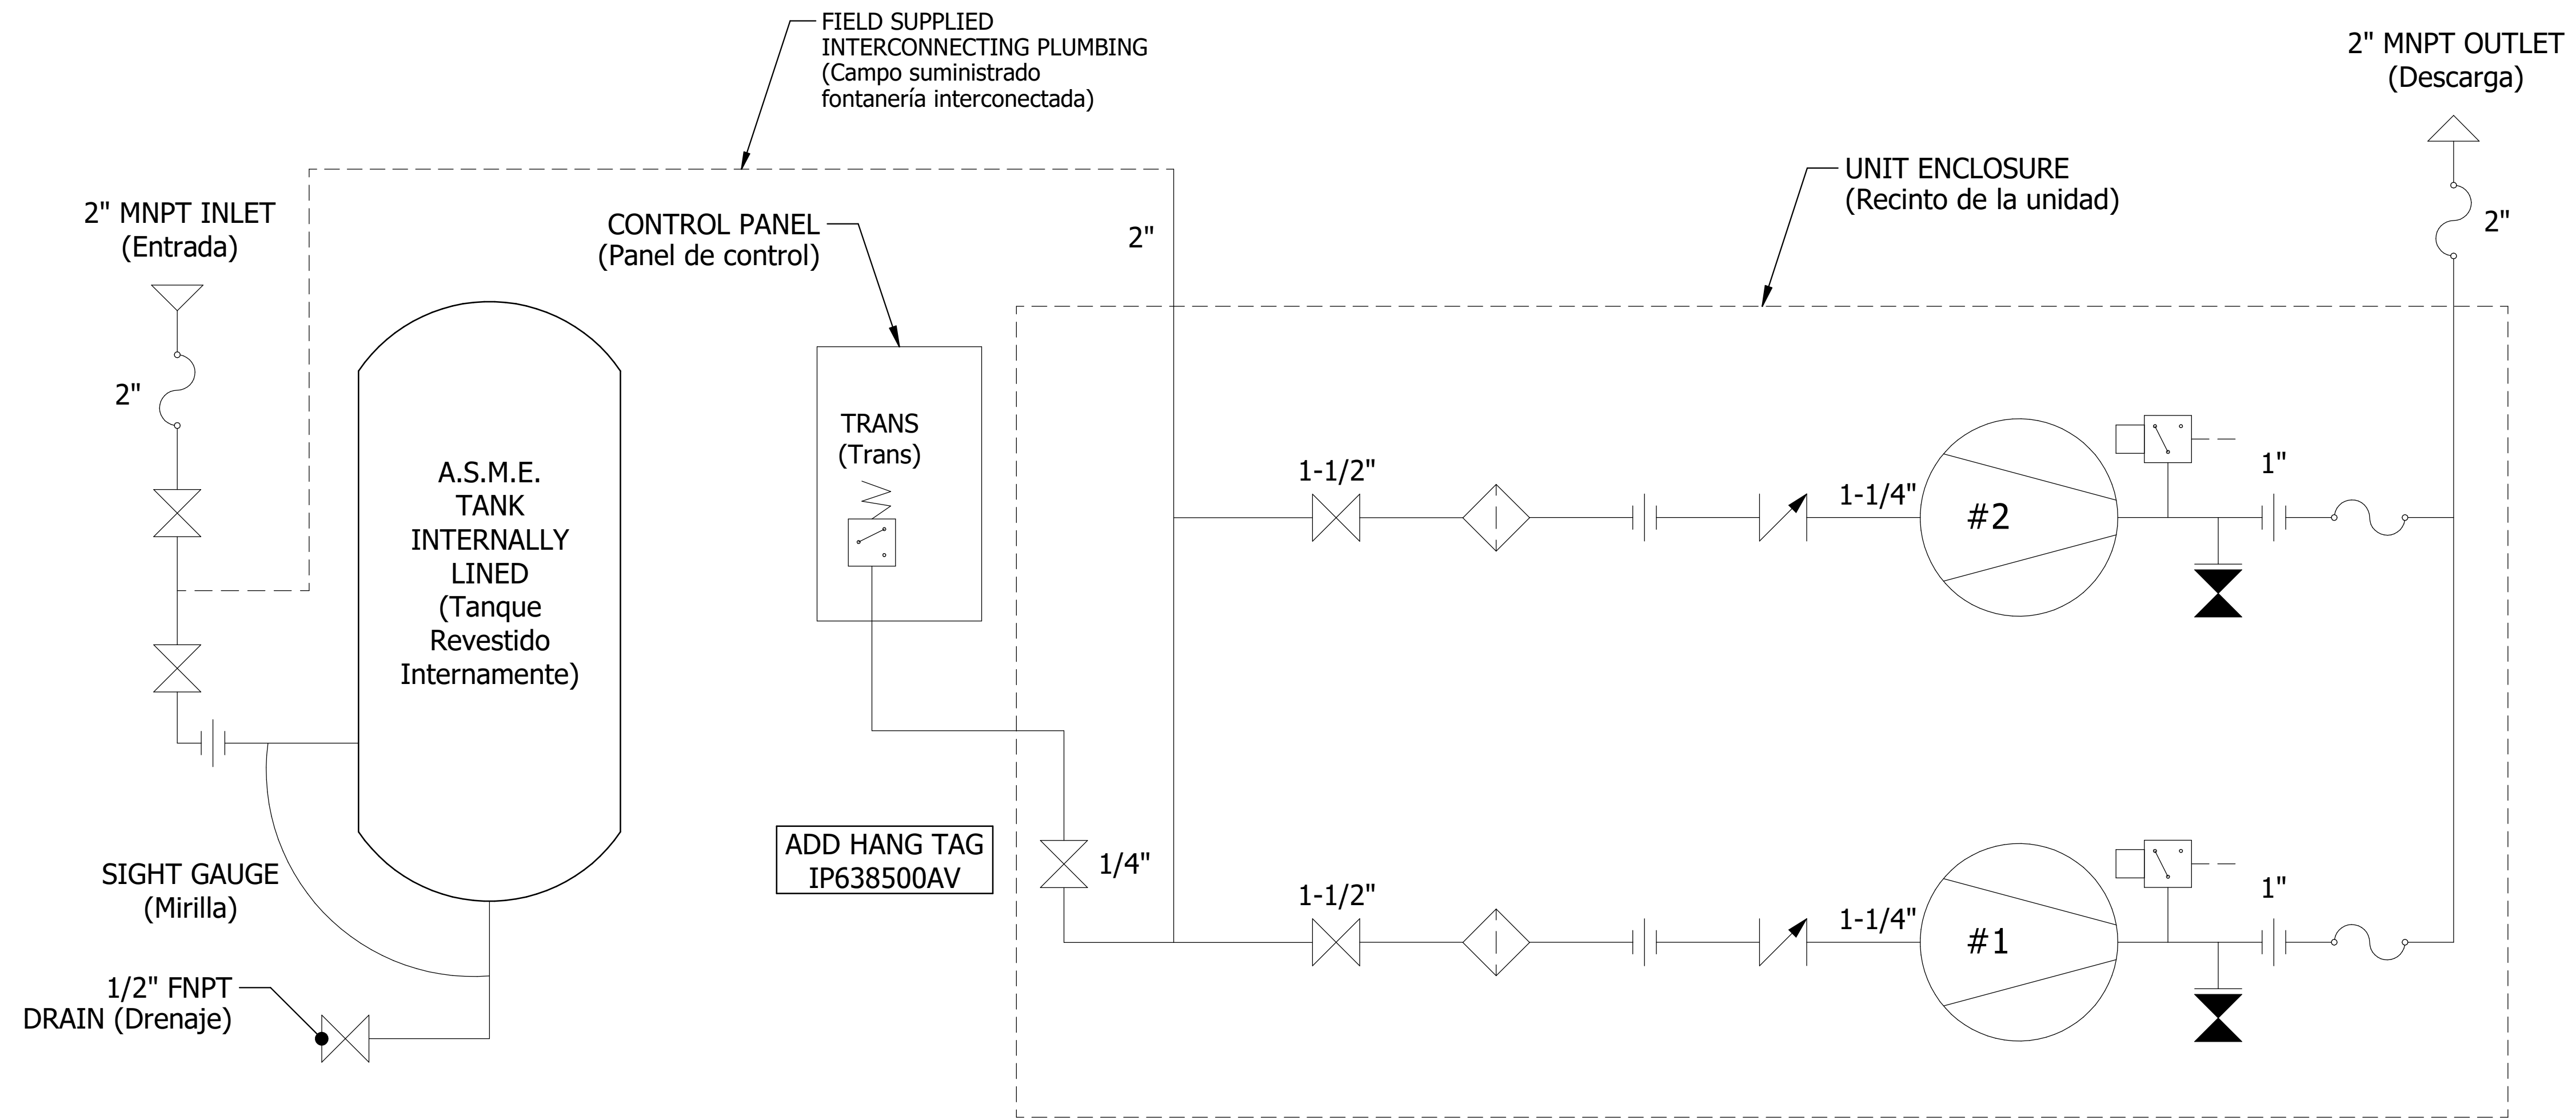 FIELD SUPPLIED
INTERCONNECTING PLUMBING
(Campo suministrado
fontanería interconectada)
2" MNPT OUTLET
(Descarga)
2"
UNIT ENCLOSURE
(Recinto de la unidad)
2" MNPT INLET
(Entrada)
2"
CONTROL PANEL
(Panel de control)
2"
TRANS
(Trans)
A.S.M.E.
TANK
INTERNALLY
LINED
(Tanque
Revestido
Internamente)
1-1/2"
1-1/4"
#2
1"
ADD HANG TAG
IP638500AV
1/4"
1-1/2"
1-1/4"
#1
1"
SIGHT GAUGE
(Mirilla)
1/2" FNPT
DRAIN (Drenaje)